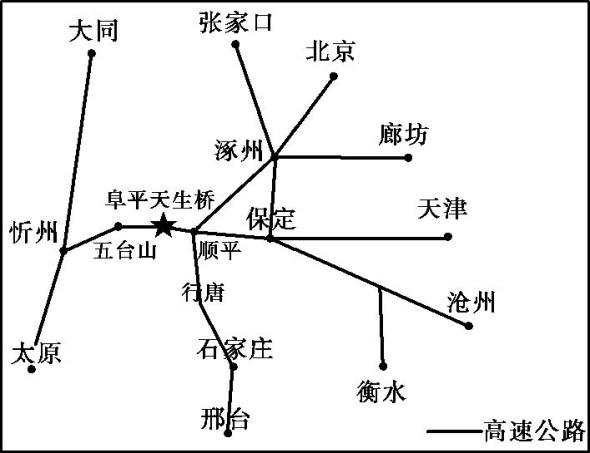 大同
张家口
北京
涿州
廊坊
阜平天生桥
忻州
五台山
顺平
保定
天津
行唐
沧州
太原
石家庄
衡水
邢台
高速公路